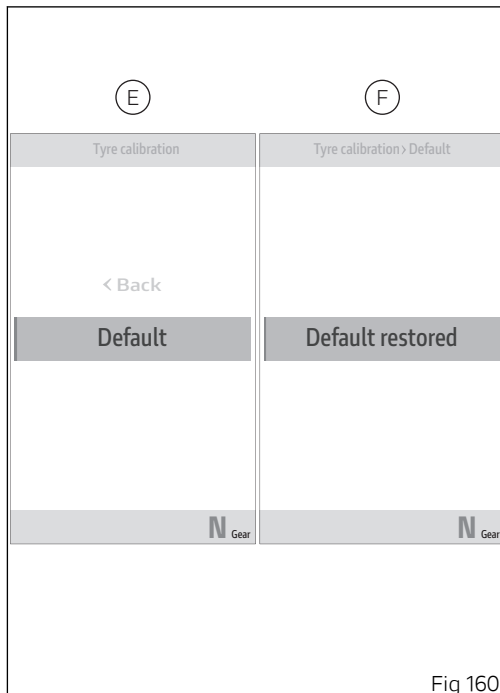 E
F
Tyre calibration
Tyre calibration › Default
‹ Back
Default
Default restored
N Gear
N Gear
Fig 160